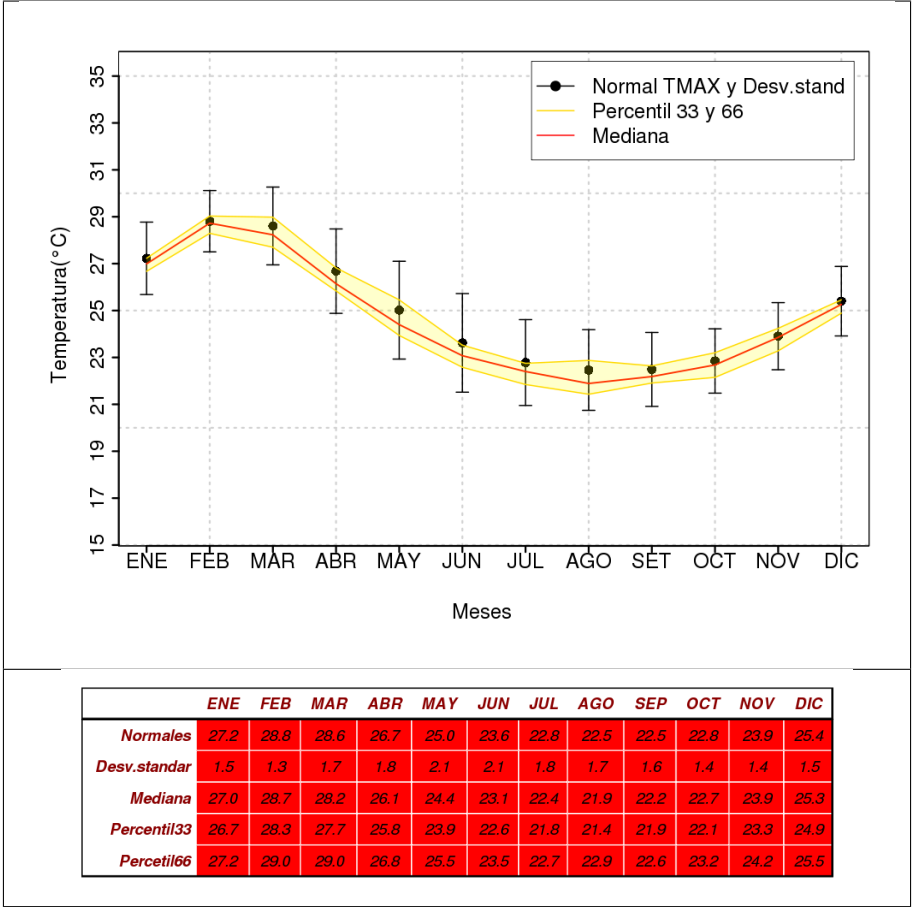 Normal TMAX y Desv.stand
Percentil 33 y 66
Mediana
Temperatura(°C)
35
33
31
29
27
25
23
21
19
17
15
ENE FEB MAR ABR MAY JUN JUL AGO SET OCT NOV DIC
Meses
ENE FEB MAR ABR MAY JUN JUL AGO SEP OCT NOV DIC
Normales 27.2 28.8 28.6 26.7 25.0 23.6 22.8 22.5 22.5 22.8 23.9 25.4
Desv.standar 1.5 1.3 1.7 1.8 2.1 2.1 1.8 1.7 1.6 1.4 1.4 1.5
Mediana 27.0 28.7 28.2 26.1 24.4 23.1 22.4 21.9 22.2 22.7 23.9 25.3
Percentil33 26.7 28.3 27.7 25.8 23.9 22.6 21.8 21.4 21.9 22.1 23.3 24.9
Percetil66 27.2 29.0 29.0 26.8 25.5 23.5 22.7 22.9 22.6 23.2 24.2 25.5